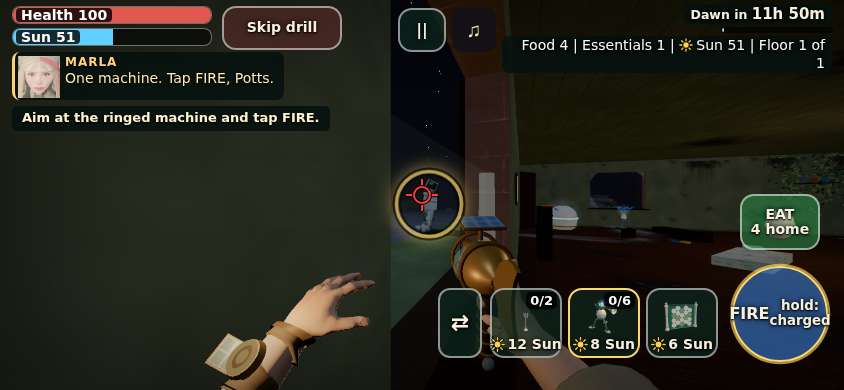 Health 100
Sun 51
Skip drill
MARLA
One machine. Tap FIRE, Potts.
Aim at the ringed machine and tap FIRE.
Dawn in 11h 50m
Food 4 | Essentials 1 | Sun 51 | Floor 1 of
1
EAT
4 home
FIRE
hold:
charged
0/2
12 Sun
0/6
8 Sun
6 Sun